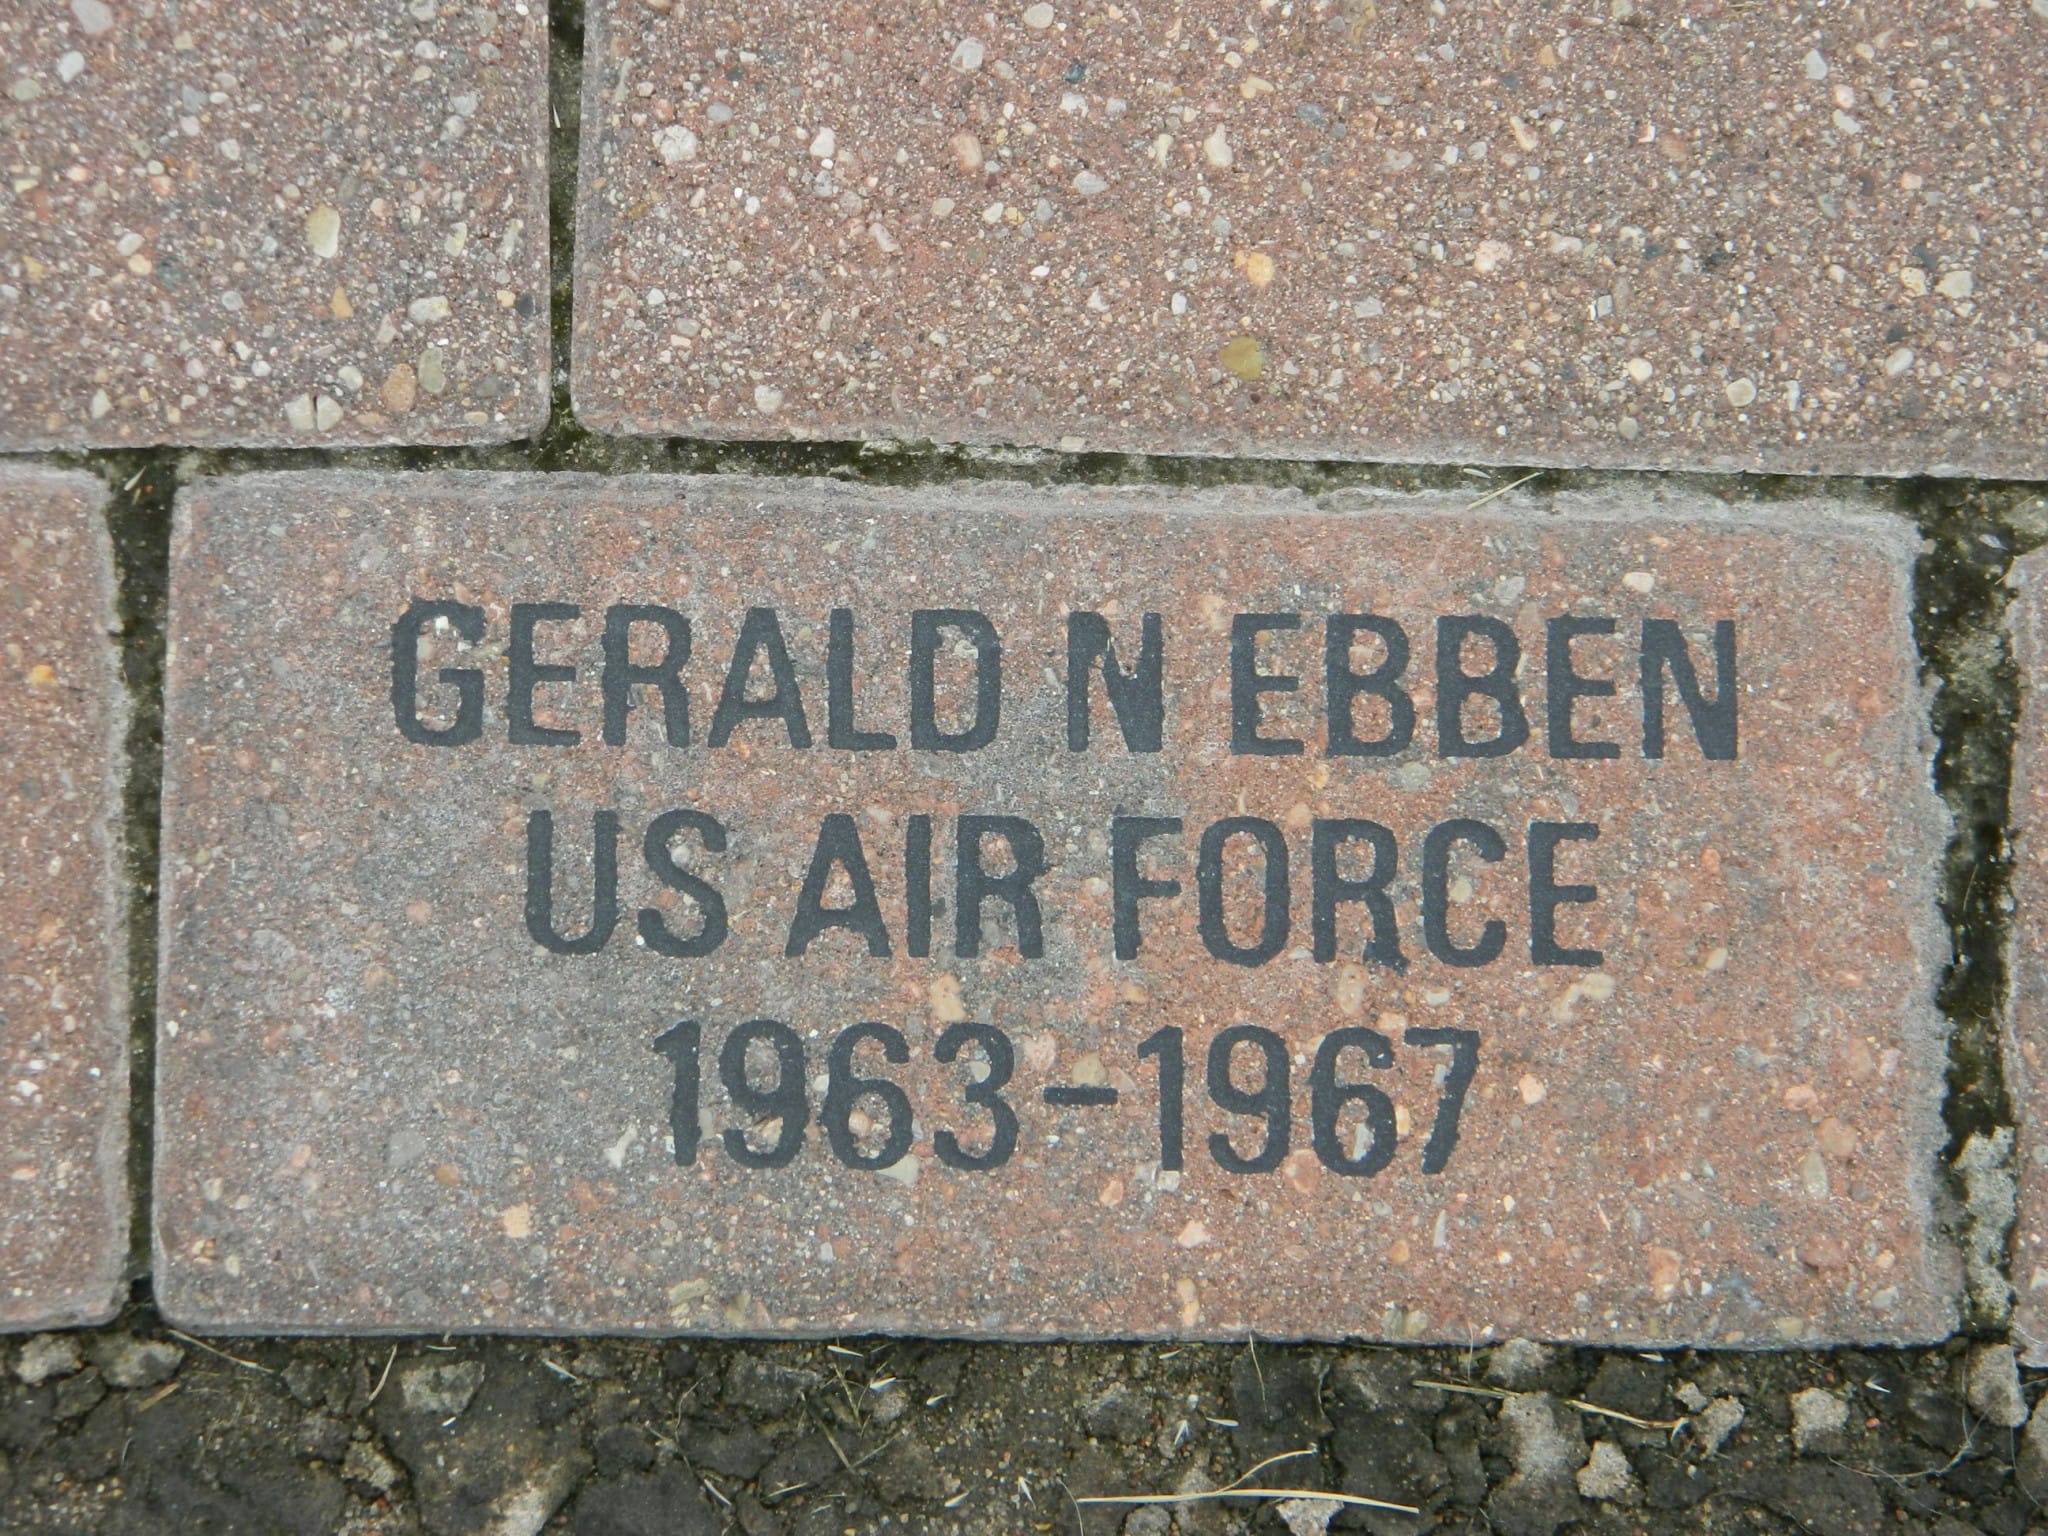 GERALD N EBBEN
US AIR FORCE
1963-1967